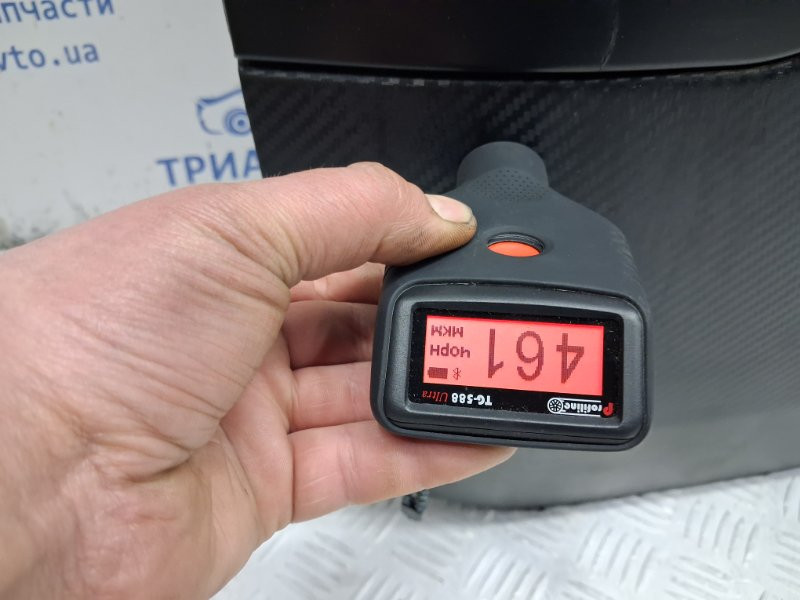 пчасти
vto.ua
ТРИА
Profiline
TG-588 Ultra
461
ЧОРН
МКМ